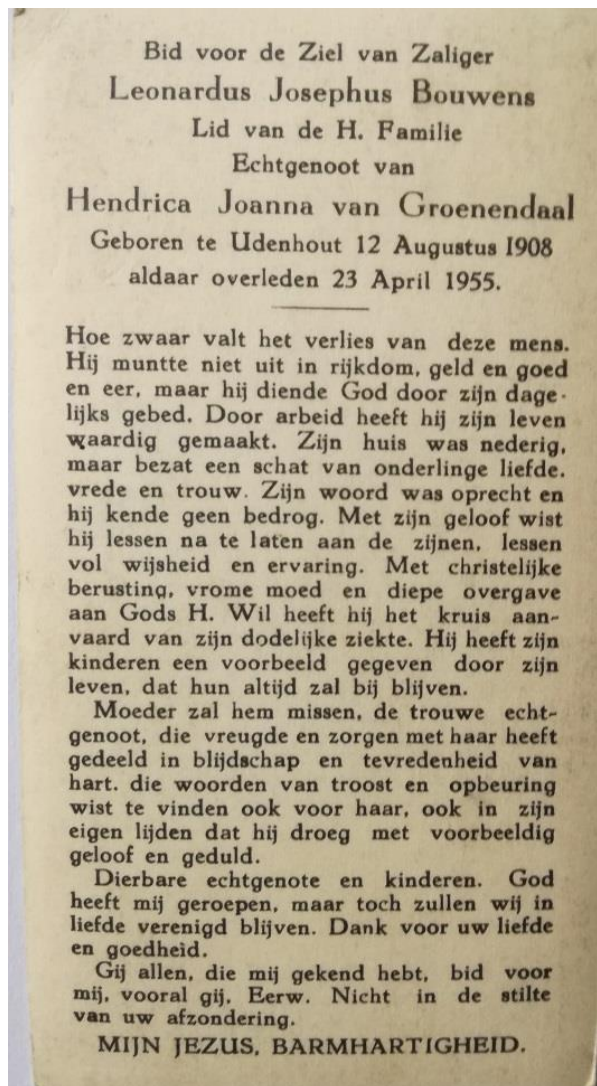 Bid voor de Ziel van Zaliger
Leonardus Josephus Bouwens
Lid van de H. Familie
Echtgenoot van
Hendrica Joanna van Groenendaal
Geboren te Udenhout 12 Augustus 1908
aldaar overleden 23 April 1955.
Hoe zwaar valt het verlies van deze mens.
Hij muntte niet uit in rijkdom, geld en goed
en eer, maar hij diende God door zijn dage-
lijks gebed. Door arbeid heeft hij zijn leven
waardig gemaakt. Zijn huis was nederig,
maar bezat een schat van onderlinge liefde.
vrede en trouw. Zijn woord was oprecht en
hij kende geen bedrog. Met zijn geloof wist
hij lessen na te laten aan de zijnen, lessen
vol wijsheid en ervaring. Met christelijke
berusting, vrome moed en diepe overgave
aan Gods H. Wil heeft hij het kruis aan-
vaard van zijn dodelijke ziekte. Hij heeft zijn
kinderen een voorbeeld gegeven door zijn
leven, dat hun altijd zal bij blijven.
Moeder zal hem missen, de trouwe echt-
genoot, die vreugde en zorgen met haar heeft
gedeeld in blijdschap en tevredenheid van
hart. die woorden van troost en opbeuring
wist te vinden ook voor haar, ook in zijn
eigen lijden dat hij droeg met voorbeeldig
geloof en geduld.
Dierbare echtgenote en kinderen. God
heeft mij geroepen, maar toch zullen wij in
liefde verenigd blijven. Dank voor uw liefde
en goedheid.
Gij allen, die mij gekend hebt, bid voor
mij, vooral gij, Eerw. Nicht in de stilte
van uw afzondering.
MIJN JEZUS, BARMHARTIGHEID.